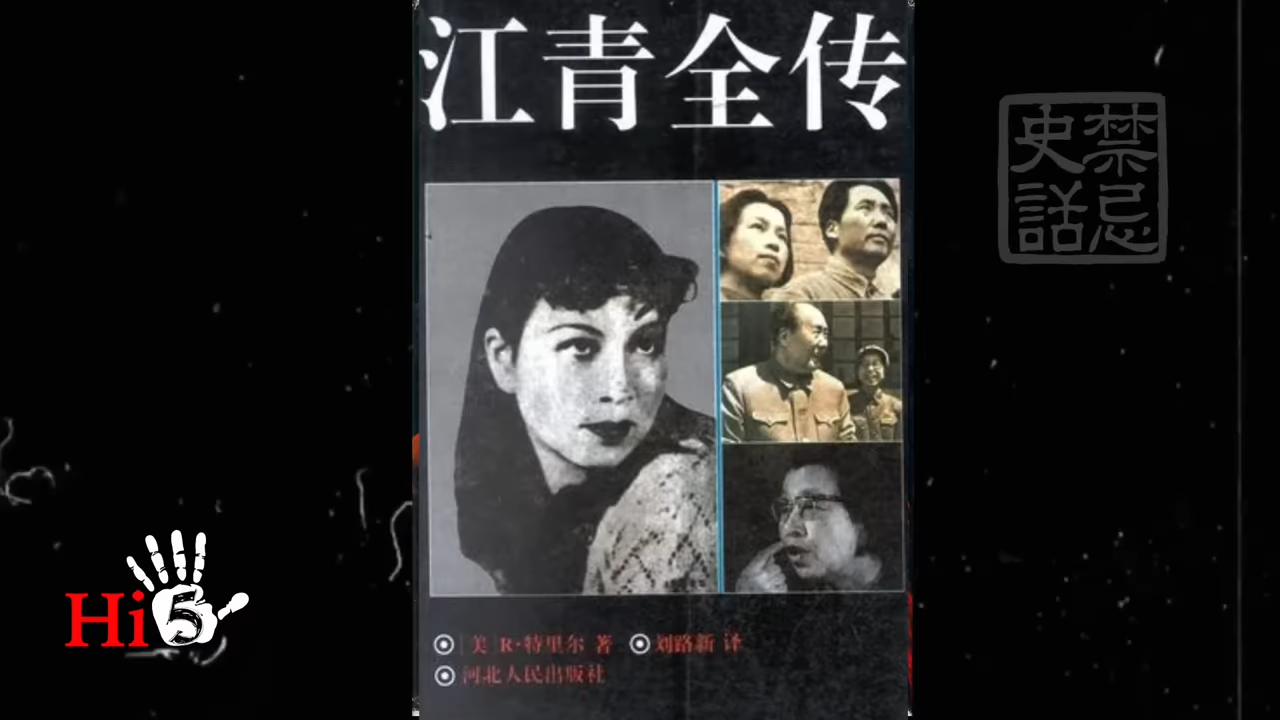 江青全传
禁忌
史話
Hi5
美 R·特里尔 著 刘路新 译
河北人民出版社